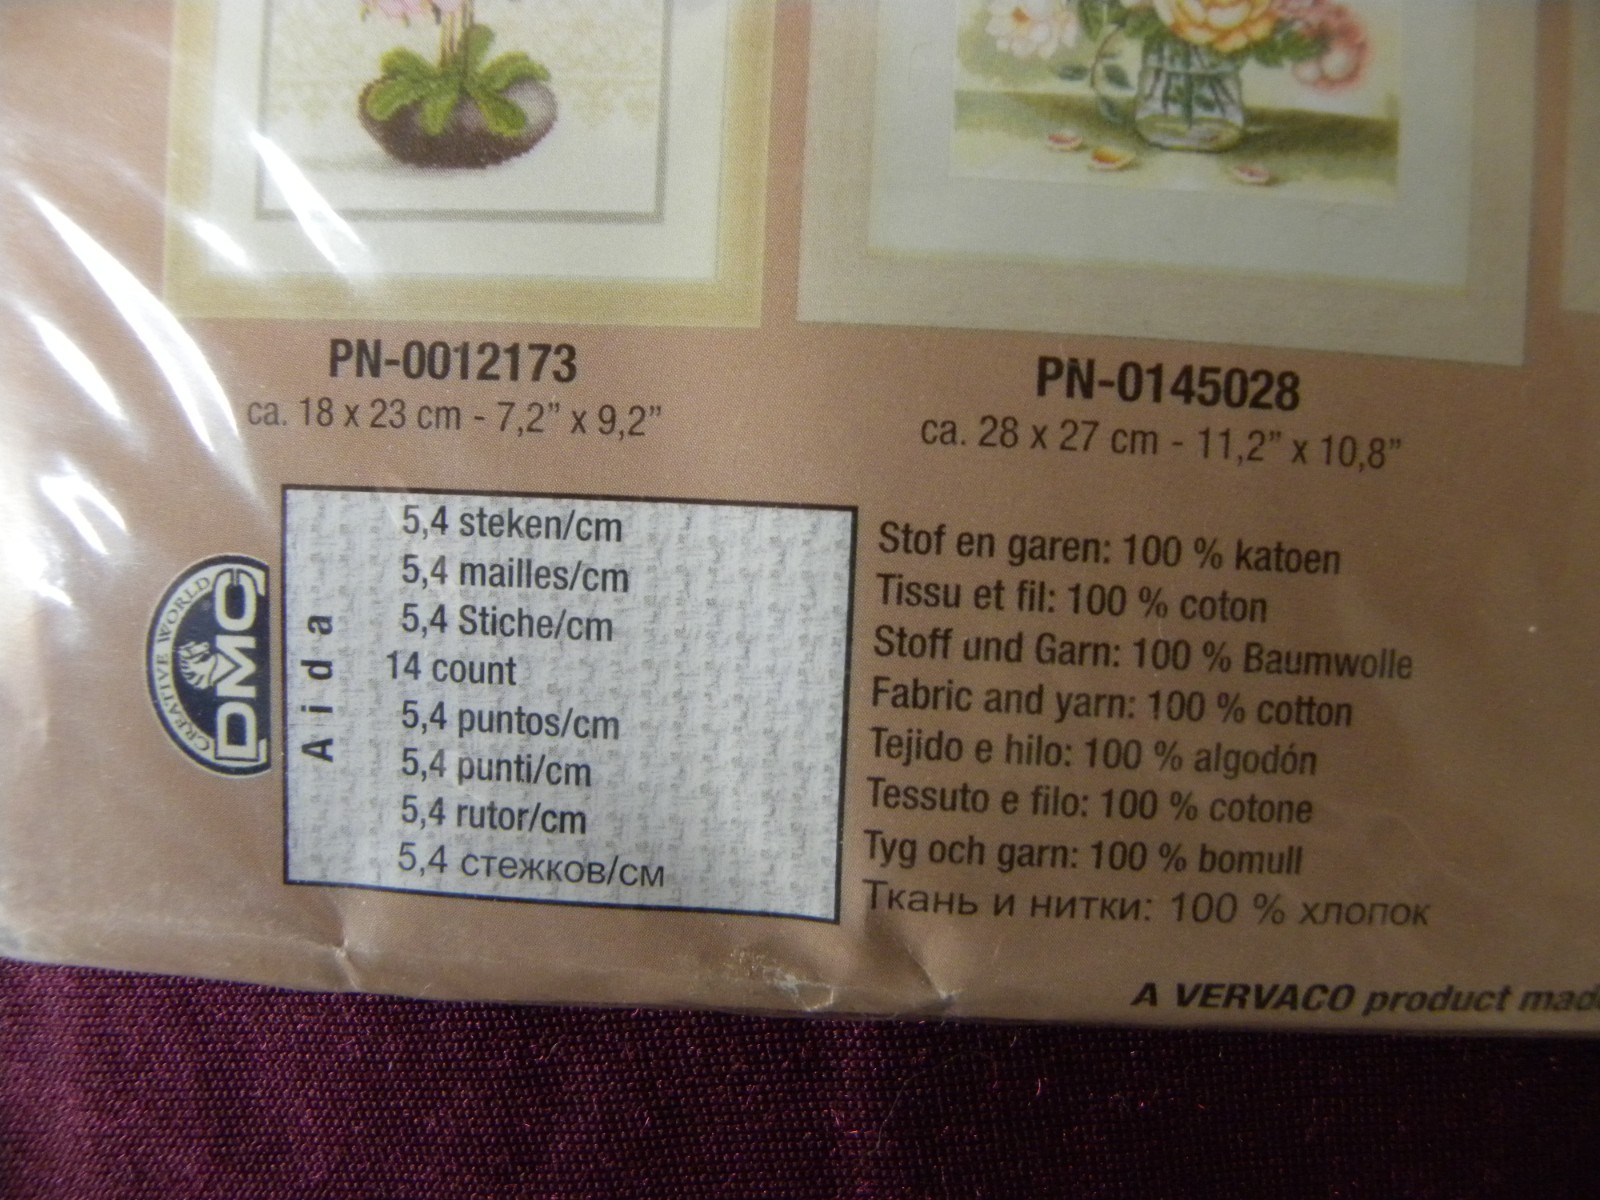 PN-0012173
ca. 18 x 23 cm - 7,2” x 9,2”
PN-0145028
ca. 28 x 27 cm - 11,2” x 10,8”
CREATIVE WORLD
DMC
Aida
5,4 steken/cm
5,4 mailles/cm
5,4 Stiche/cm
14 count
5,4 puntos/cm
5,4 punti/cm
5,4 rutor/cm
5,4 стежков/см
Stof en garen: 100 % katoen
Tissu et fil: 100 % coton
Stoff und Garn: 100 % Baumwolle
Fabric and yarn: 100 % cotton
Tejido e hilo: 100 % algodón
Tessuto e filo: 100 % cotone
Tyg och garn: 100 % bomull
Ткань и нитки: 100 % хлопок
A VERVACO product